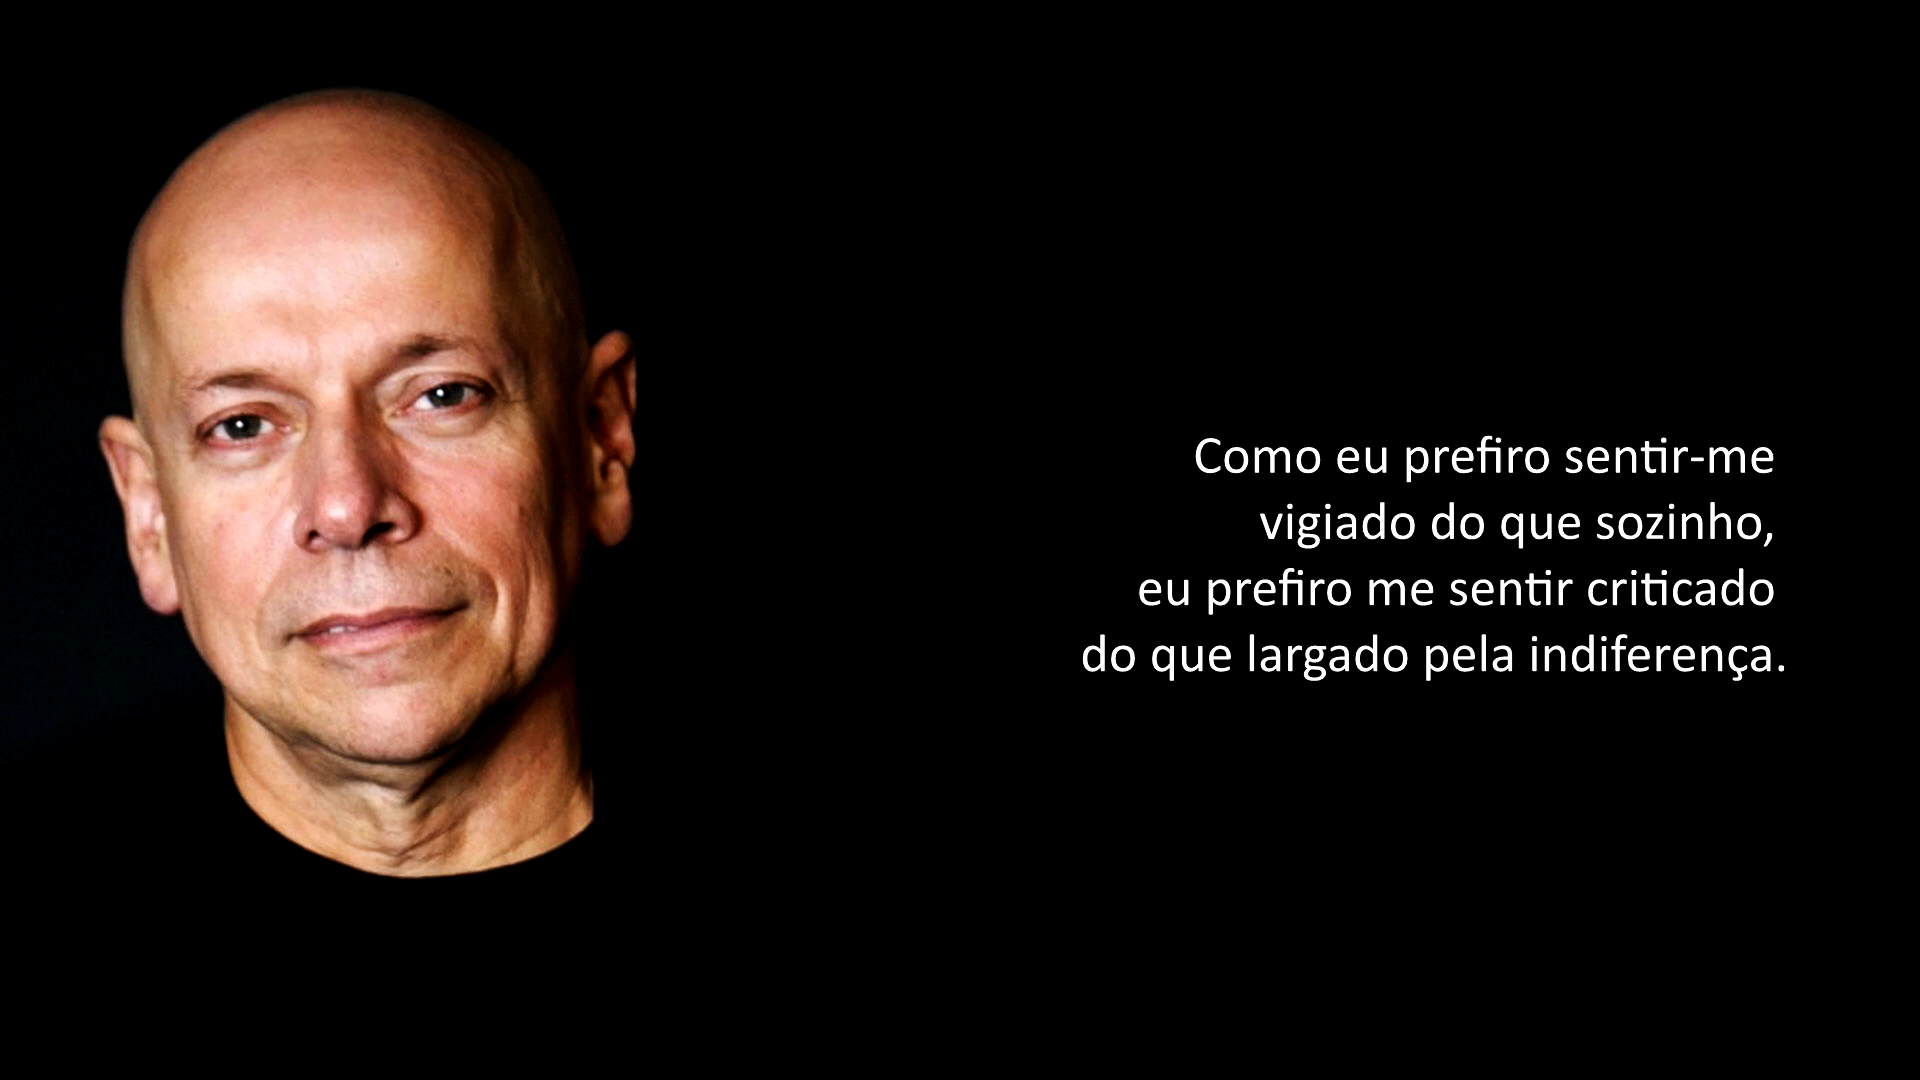 Como eu prefiro sentir-me
vigiado do que sozinho,
eu prefiro me sentir criticado
do que largado pela indiferença.